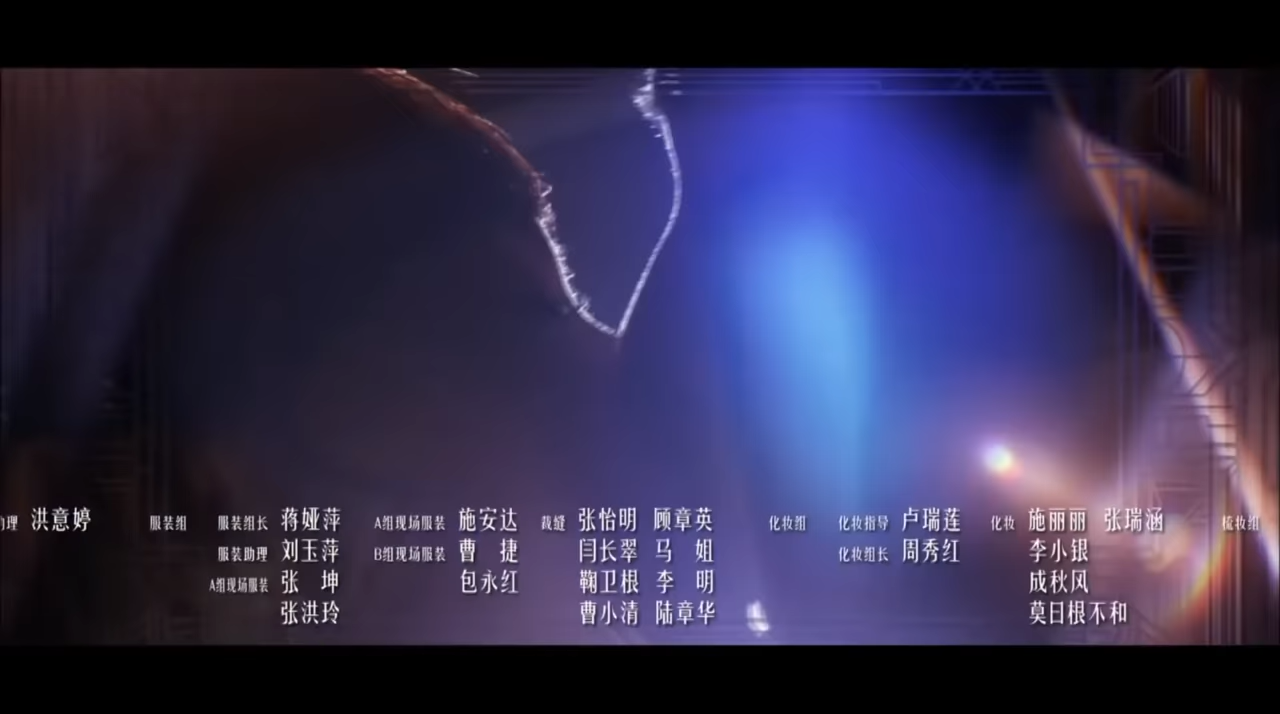 助理 洪意婷 服装组 服装组长 蒋娅萍 A组现场服装 施安达 裁缝 张怡明 顾章英 化妆组 化妆指导 卢瑞莲 化妆 施丽丽 张瑞涵 梳妆组
服装助理 刘玉萍 B组现场服装 曹 捷 闫长翠 马 姐 化妆组长 周秀红 李小银
A组现场服装 张 坤 包永红 鞠卫根 李 明 成秋风
张洪玲 曹小清 陆章华 莫日根不和